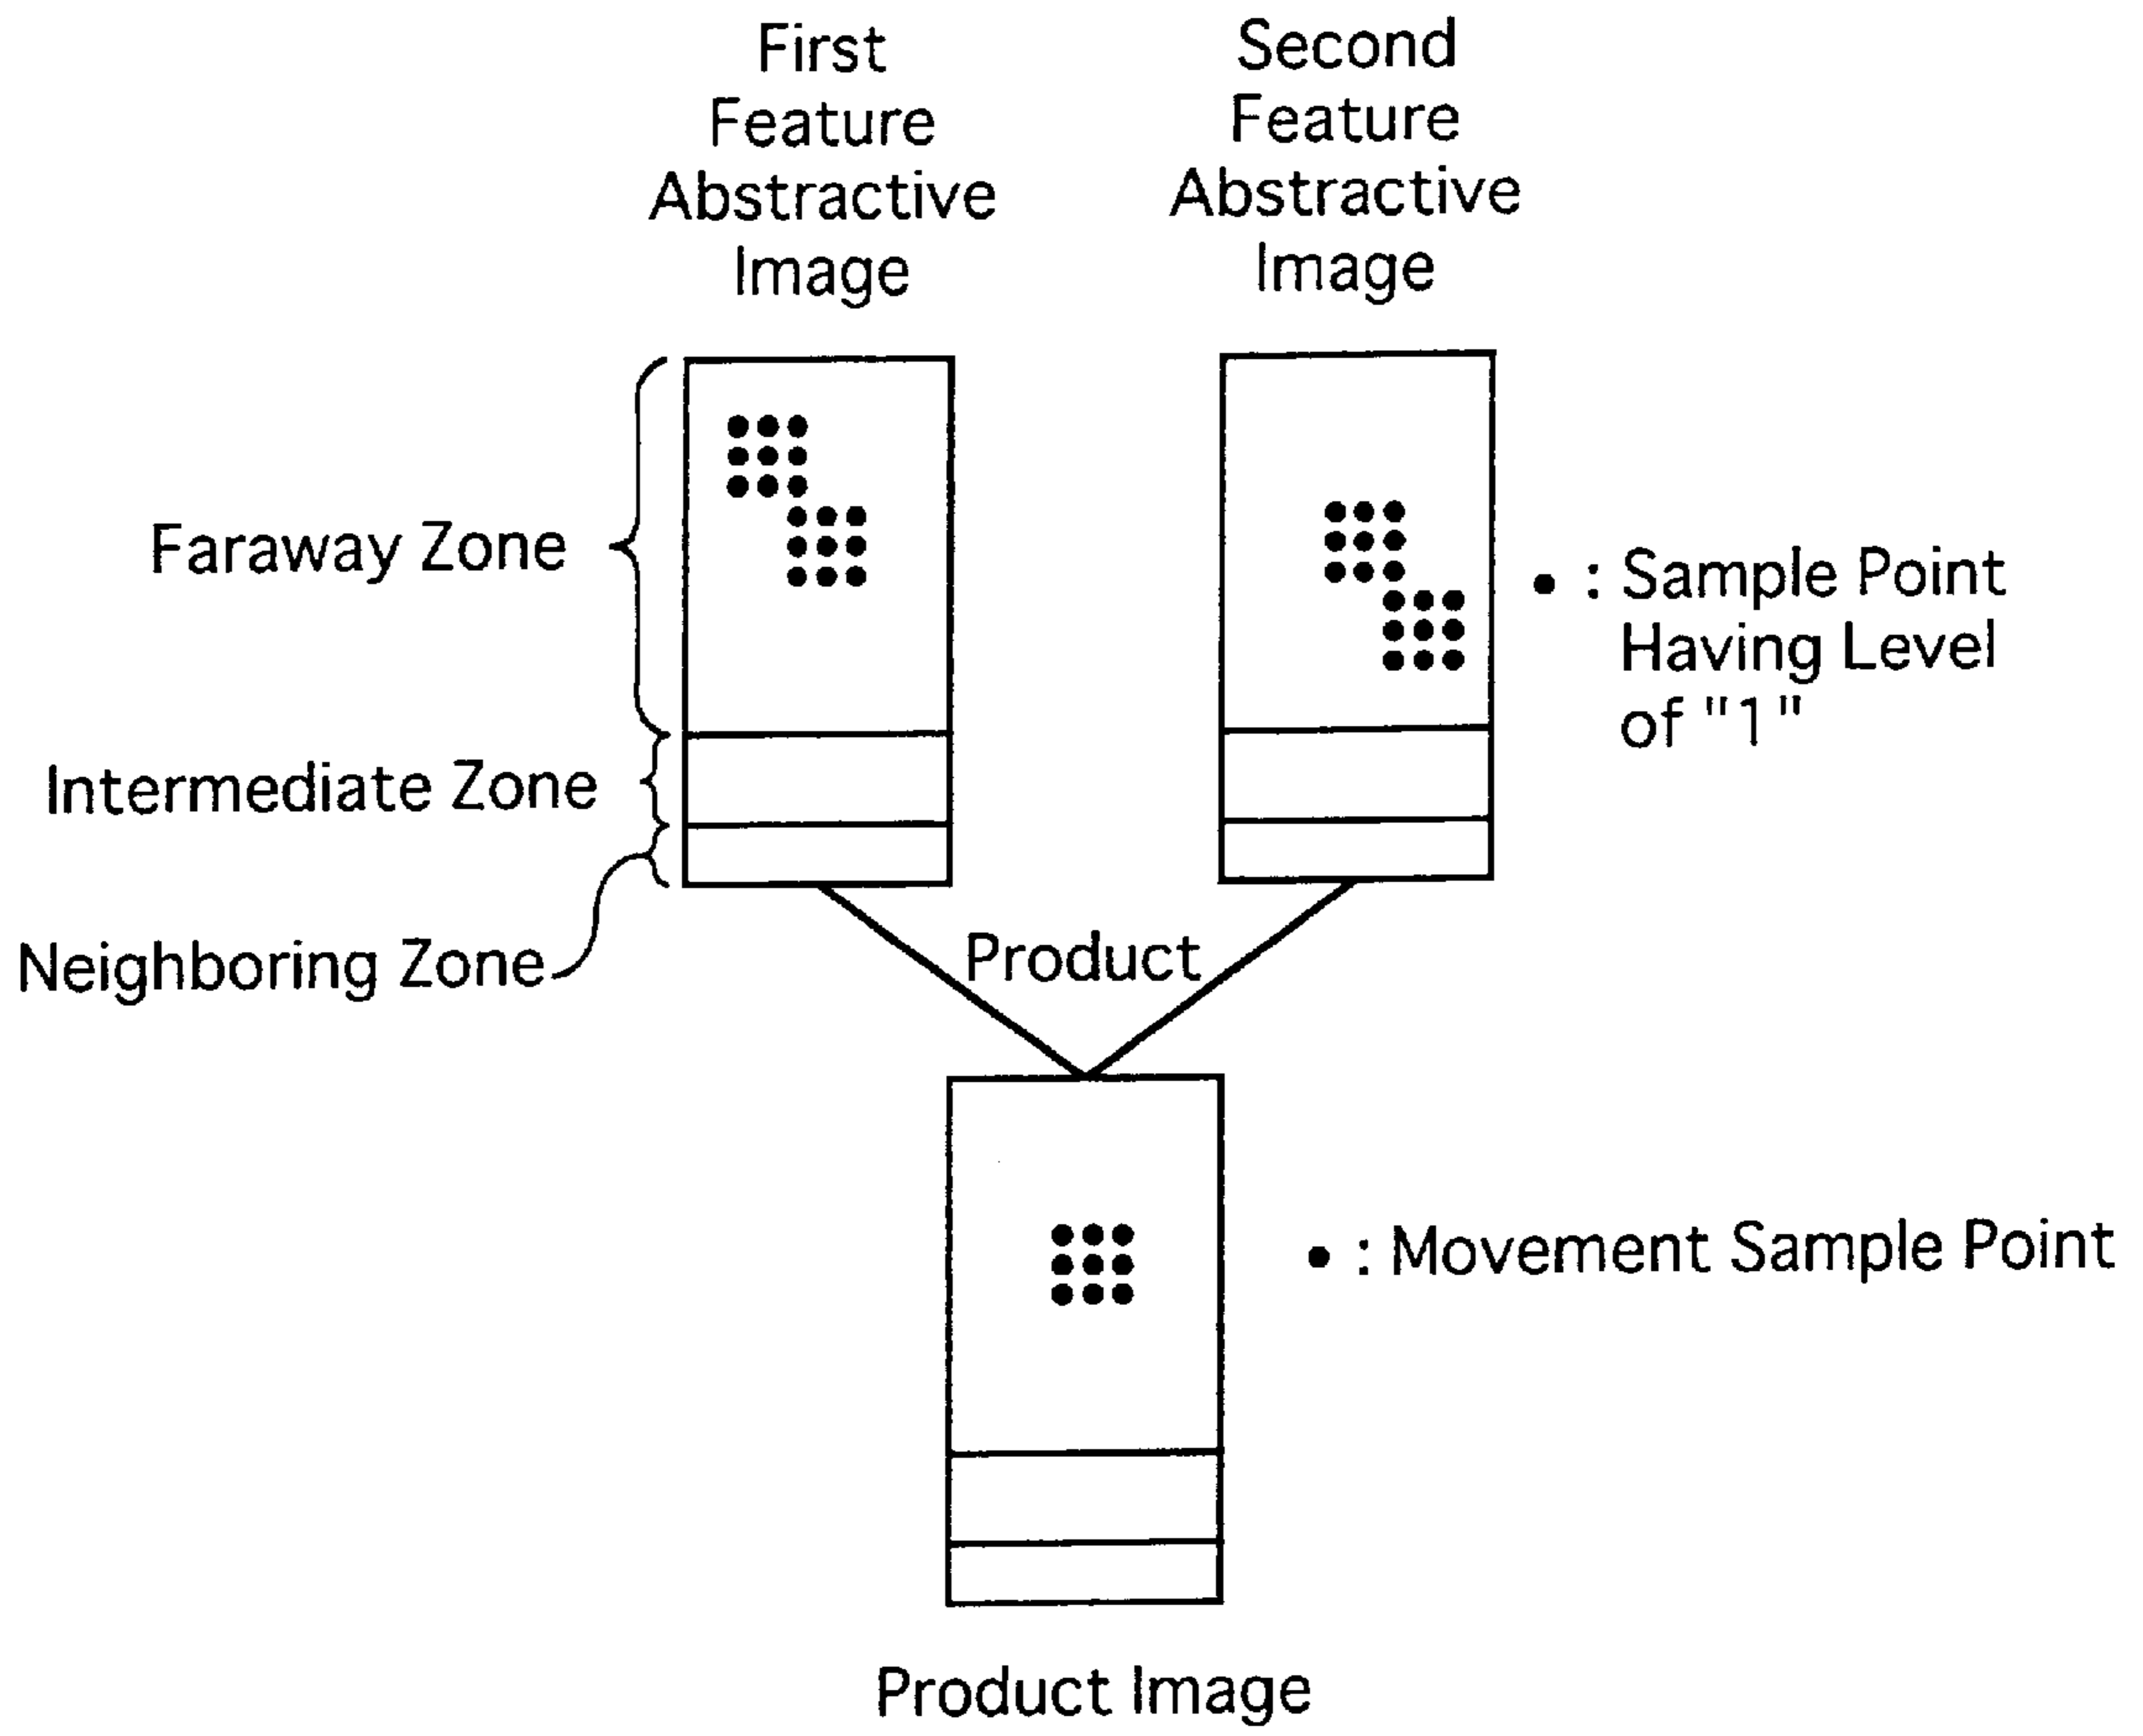 First
Feature
Abstractive
Image
Second
Feature
Abstractive
Image
Faraway Zone
Intermediate Zone
Neighboring Zone
• : Sample Point
Having Level
of "1"
Product
• : Movement Sample Point
Product Image